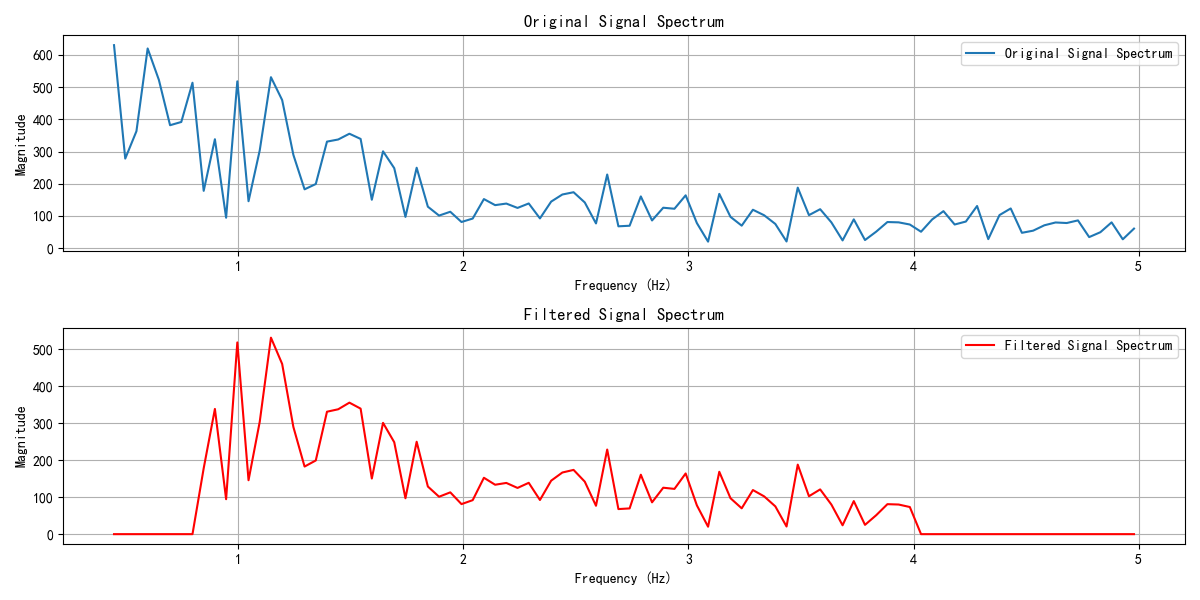 Original Signal Spectrum
Original Signal Spectrum
Magnitude
600
500
400
300
200
100
0
1 2 3 4 5
Frequency (Hz)
Filtered Signal Spectrum
Filtered Signal Spectrum
Magnitude
500
400
300
200
100
0
1 2 3 4 5
Frequency (Hz)